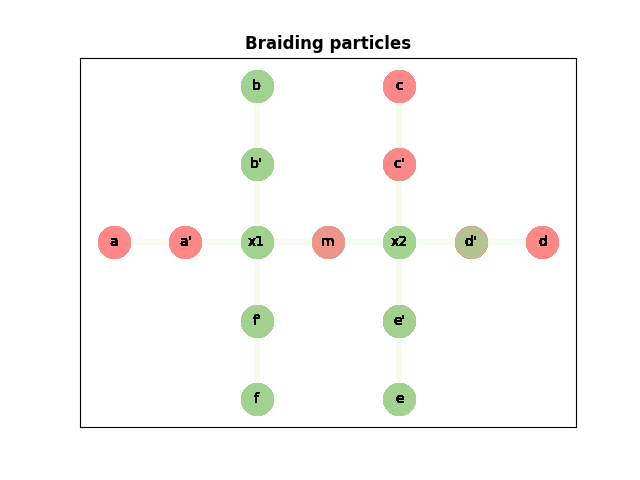 Braiding particles
b c
b' c'
a a' x1 m x2 d' d
f' e'
f e